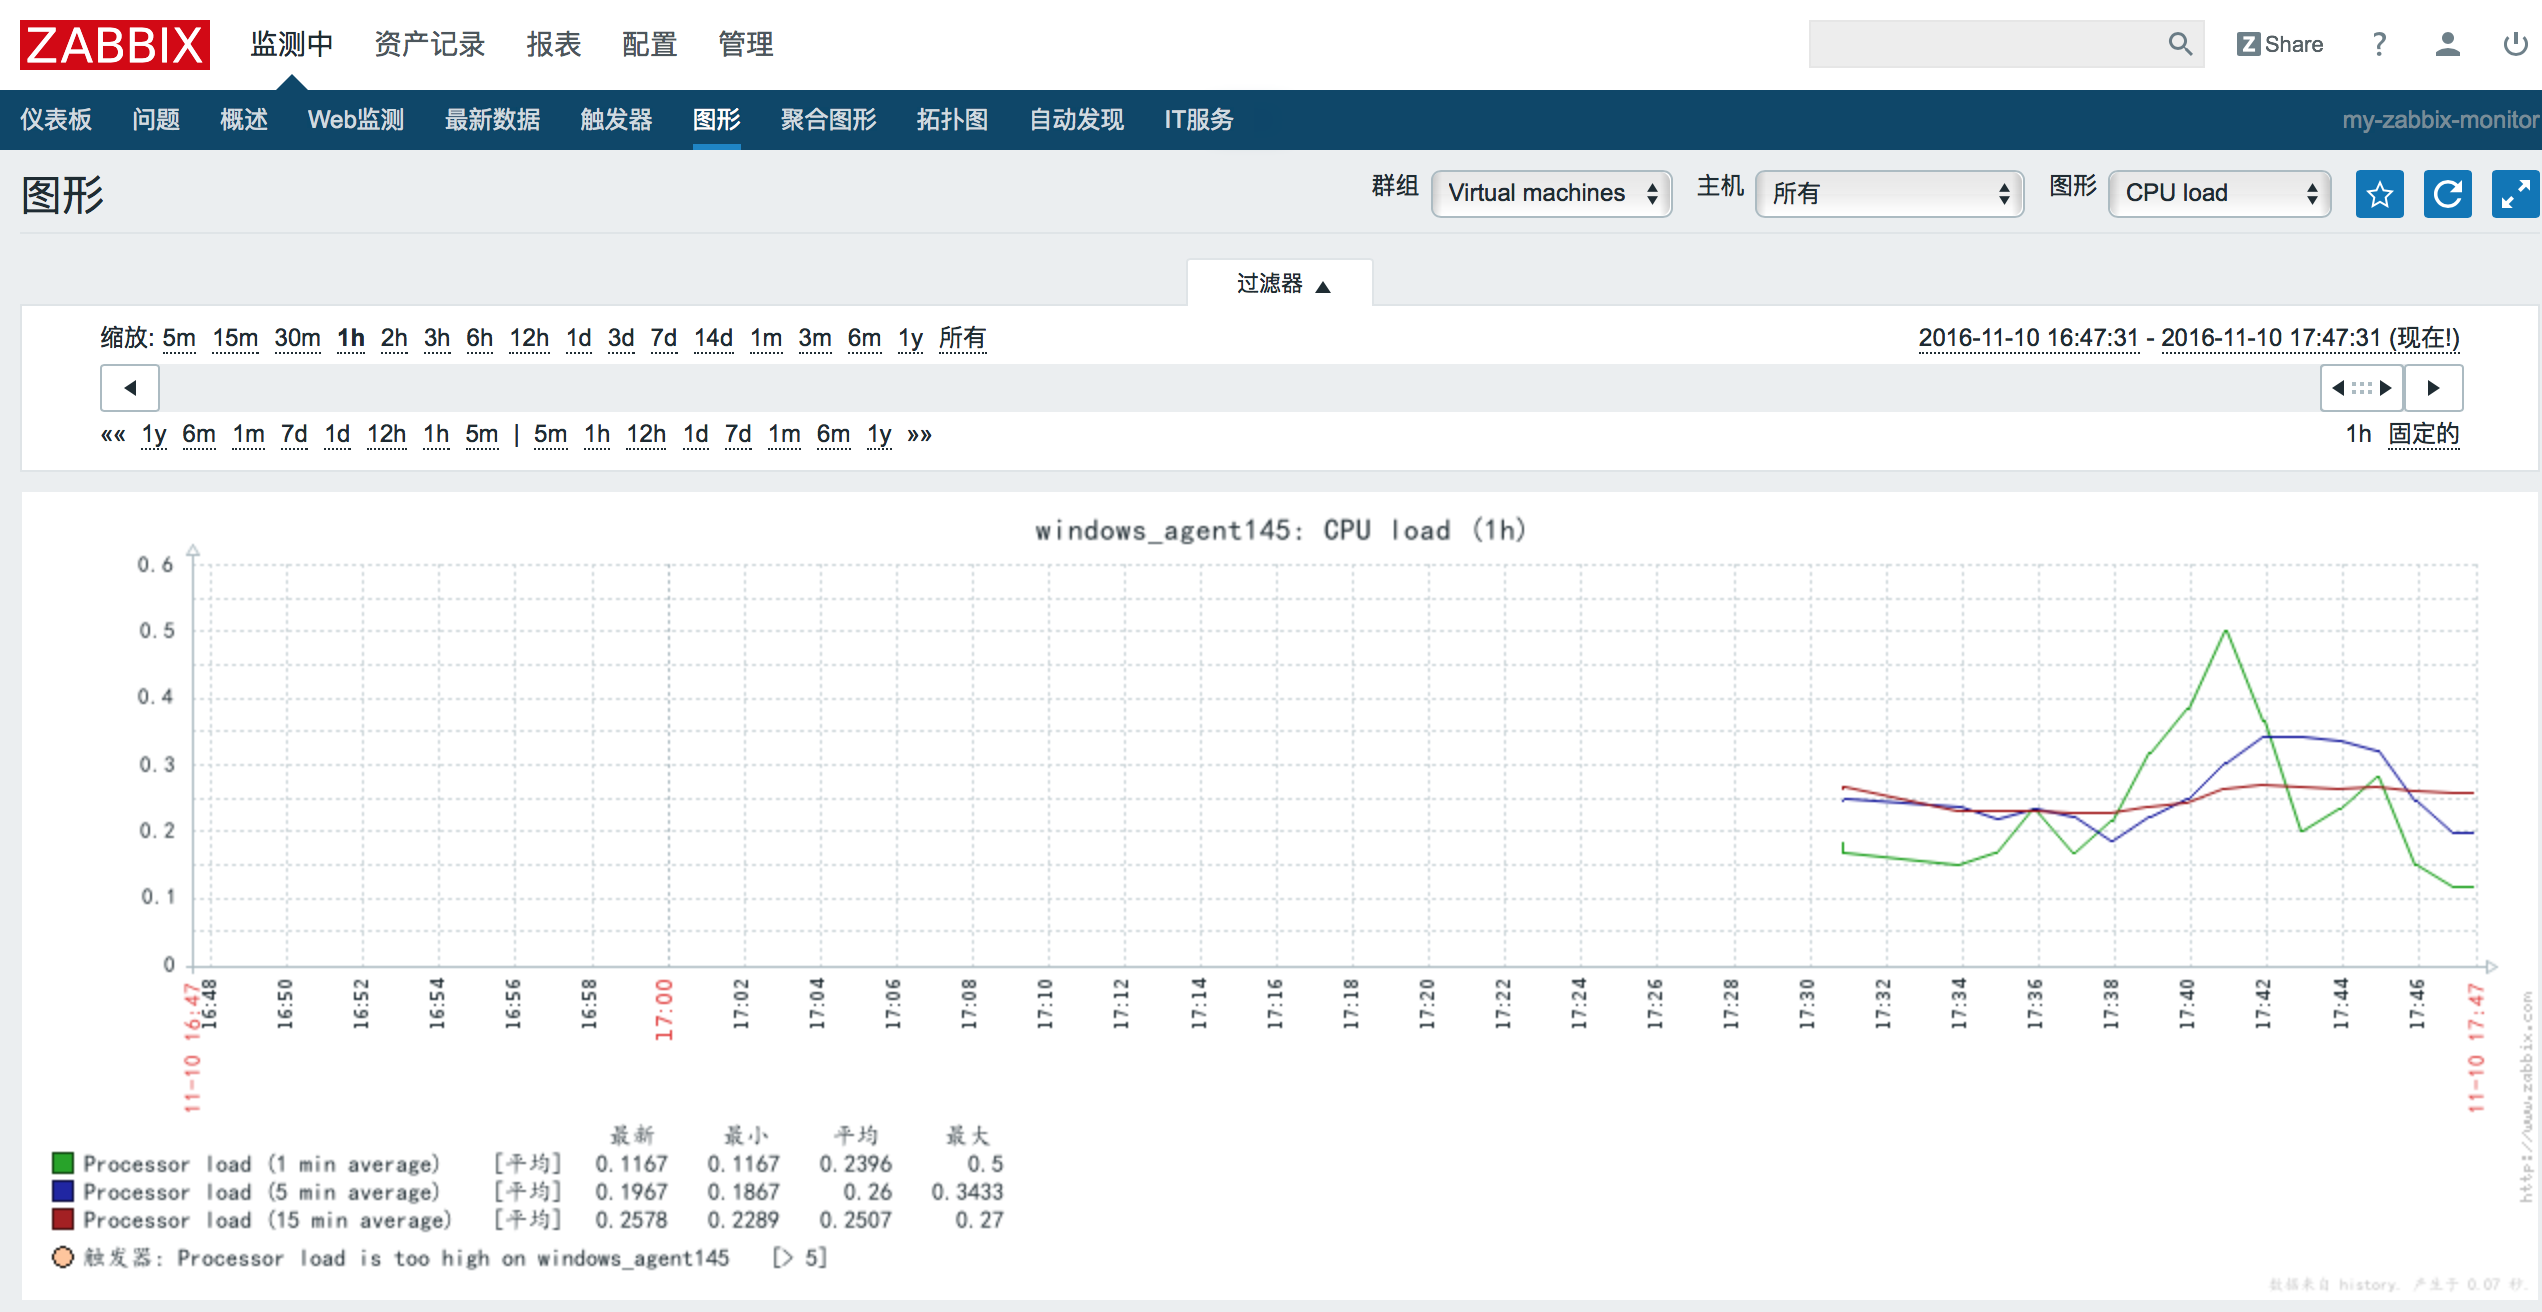 ZABBIX 监测中 资产记录 报表 配置 管理 Z Share ?
仪表板 问题 概述 Web监测 最新数据 触发器 图形 聚合图形 拓扑图 自动发现 IT服务 my-zabbix-monitor
图形 群组 Virtual machines 主机 所有 图形 CPU load
过滤器 ▲
缩放: 5m 15m 30m 1h 2h 3h 6h 12h 1d 3d 7d 14d 1m 3m 6m 1y 所有 2016-11-10 16:47:31 - 2016-11-10 17:47:31 (现在!)
«« 1y 6m 1m 7d 1d 12h 1h 5m | 5m 1h 12h 1d 7d 1m 6m 1y »» 1h 固定的
windows_agent145: CPU load (1h)
0.6
0.5
0.4
0.3
0.2
0.1
0
11-10 16:47 16:48 16:50 16:52 16:54 16:56 16:58 17:00 17:02 17:04 17:06 17:08 17:10 17:12 17:14 17:16 17:18 17:20 17:22 17:24 17:26 17:28 17:30 17:32 17:34 17:36 17:38 17:40 17:42 17:44 17:46 11-10 17:47
http://www.zabbix.com
最新 最小 平均 最大
Processor load (1 min average) [平均] 0.1167 0.1167 0.2396 0.5
Processor load (5 min average) [平均] 0.1967 0.1867 0.26 0.3433
Processor load (15 min average) [平均] 0.2578 0.2289 0.2507 0.27
触发器: Processor load is too high on windows_agent145 [> 5]
数据来自 history. 产生于 0.07 秒.